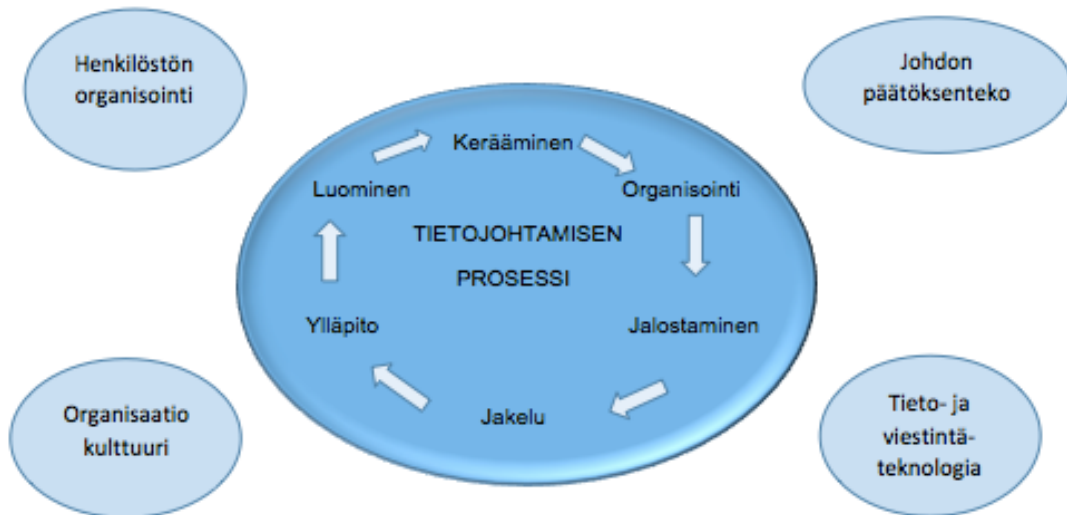 Henkilöstön
organisointi
Johdon
päätöksenteko
Kerääminen
Luominen
Organisointi
TIETOJOHTAMISEN
PROSESSI
Ylläpito
Jalostaminen
Jakelu
Organisaatio
kulttuuri
Tieto- ja
viestintä-
teknologia